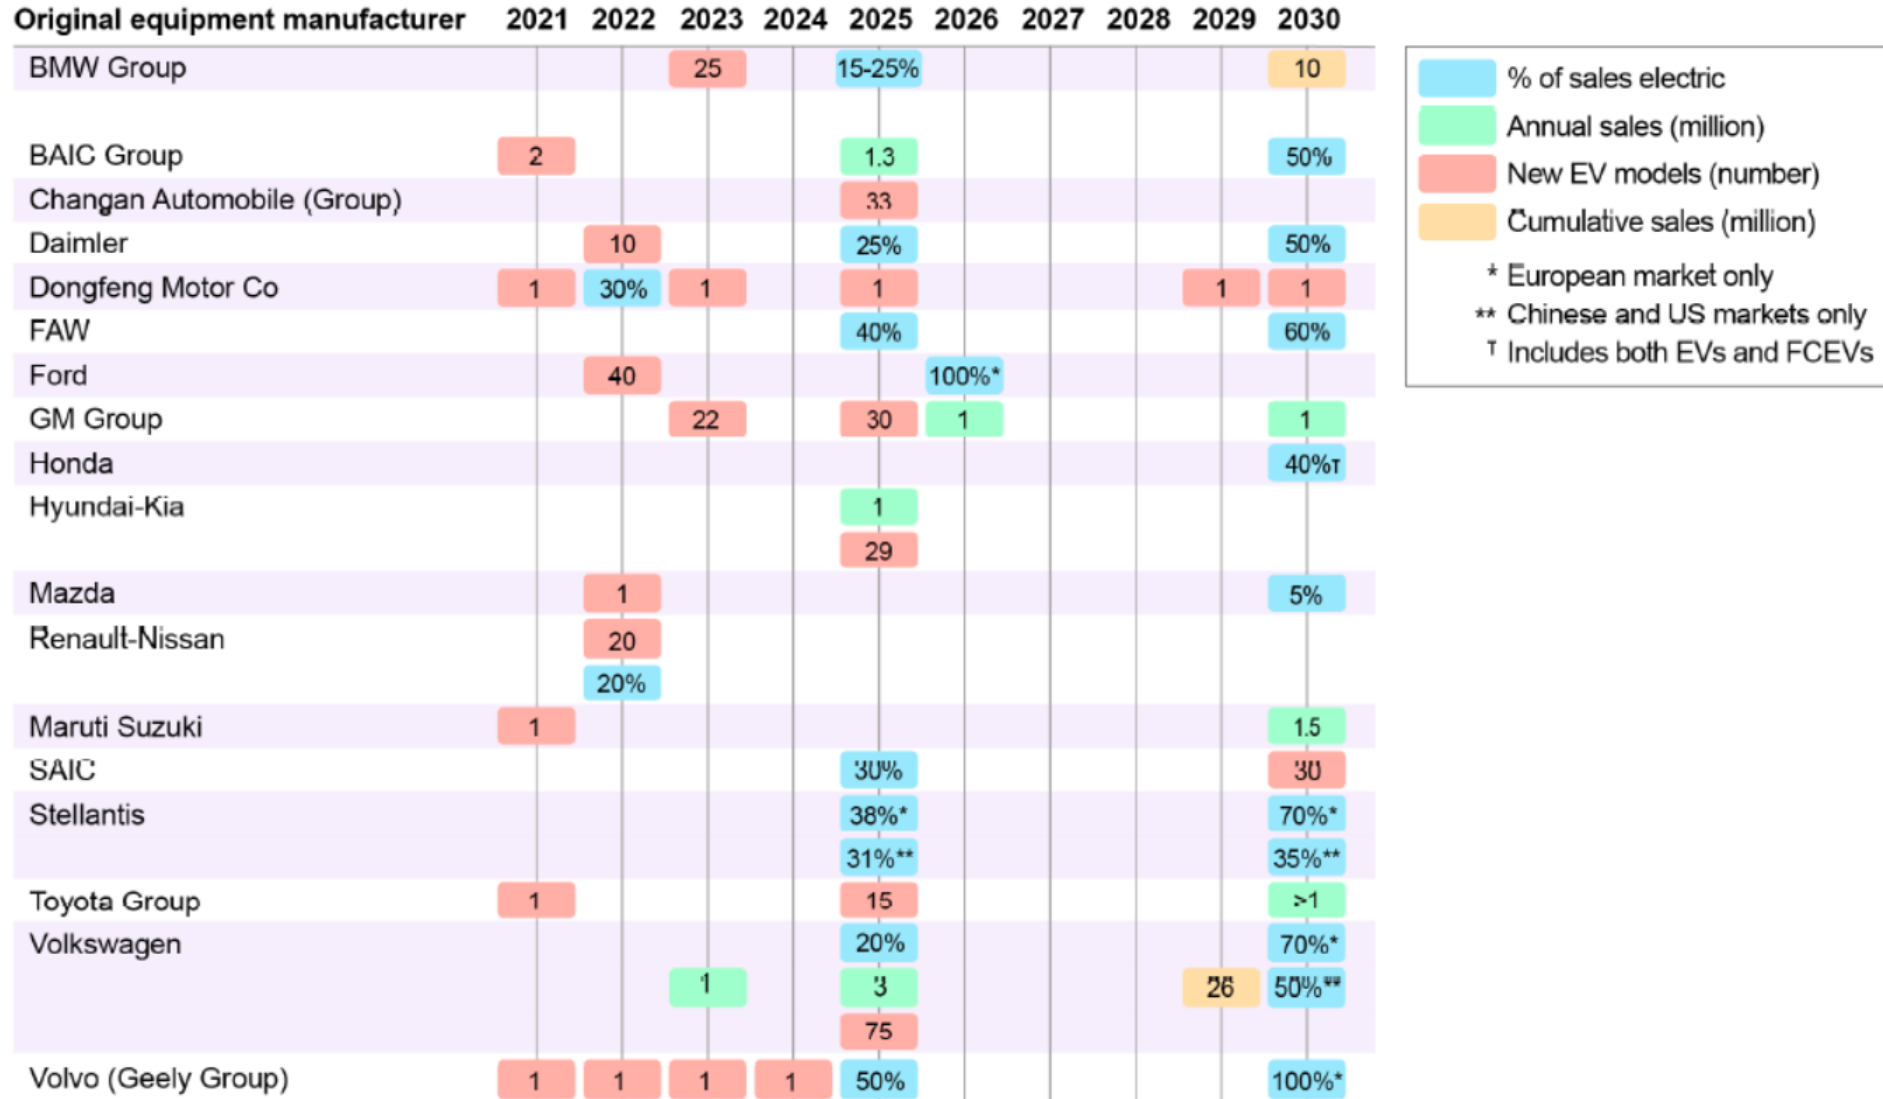 Original equipment manufacturer 2021 2022 2023 2024 2025 2026 2027 2028 2029 2030
BMW Group 25 15-25% 10
BAIC Group 2 1.3 50%
Changan Automobile (Group) 33
Daimler 10 25% 50%
Dongfeng Motor Co 1 30% 1 1 1 1
FAW 40% 60%
Ford 40 100%*
GM Group 22 30 1 1
Honda 40%т
Hyundai-Kia 1
29
Mazda 1 5%
Renault-Nissan 20
20%
Maruti Suzuki 1 1.5
SAIC 30% 30
Stellantis 38%* 70%*
31%** 35%**
Toyota Group 1 15 >1
Volkswagen 20% 70%*
1 3 26 50%**
75
Volvo (Geely Group) 1 1 1 1 50% 100%*
% of sales electric
Annual sales (million)
New EV models (number)
Cumulative sales (million)
* European market only
** Chinese and US markets only
т Includes both EVs and FCEVs